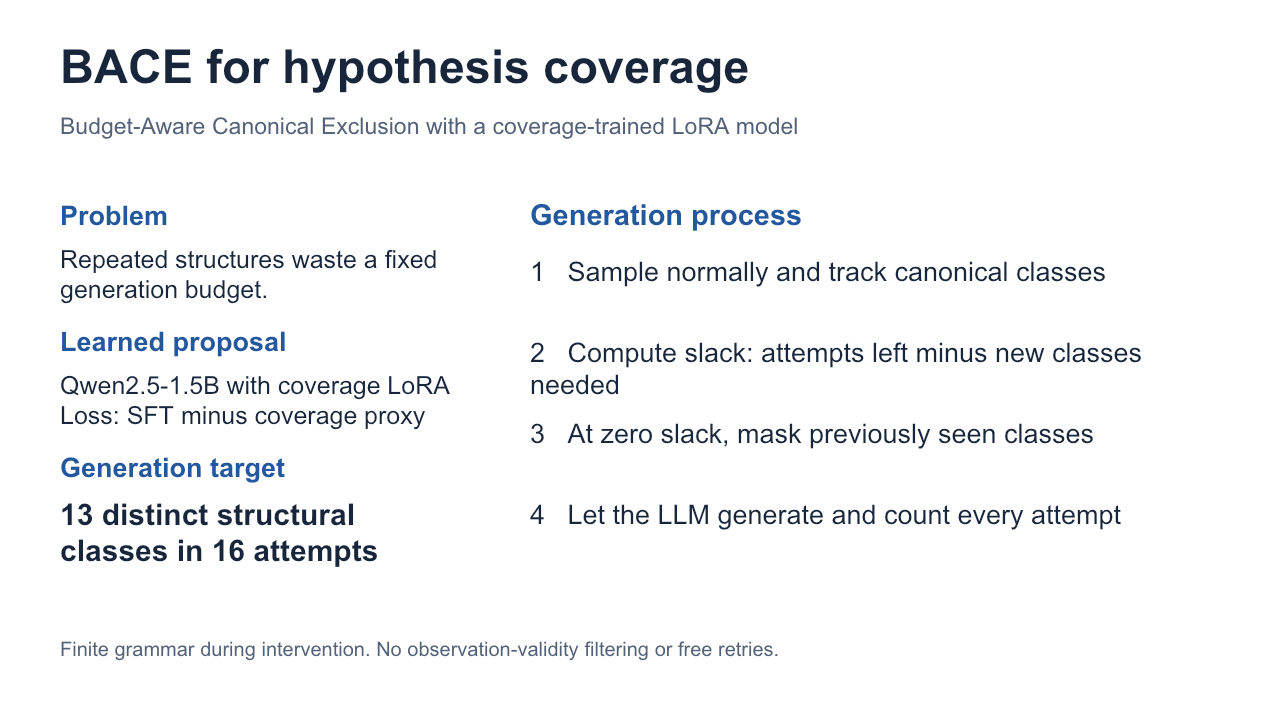 BACE for hypothesis coverage
Budget-Aware Canonical Exclusion with a coverage-trained LoRA model
Problem
Repeated structures waste a fixed
generation budget.
Learned proposal
Qwen2.5-1.5B with coverage LoRA
Loss: SFT minus coverage proxy
Generation target
13 distinct structural
classes in 16 attempts
Generation process
1 Sample normally and track canonical classes
2 Compute slack: attempts left minus new classes
needed
3 At zero slack, mask previously seen classes
4 Let the LLM generate and count every attempt
Finite grammar during intervention. No observation-validity filtering or free retries.